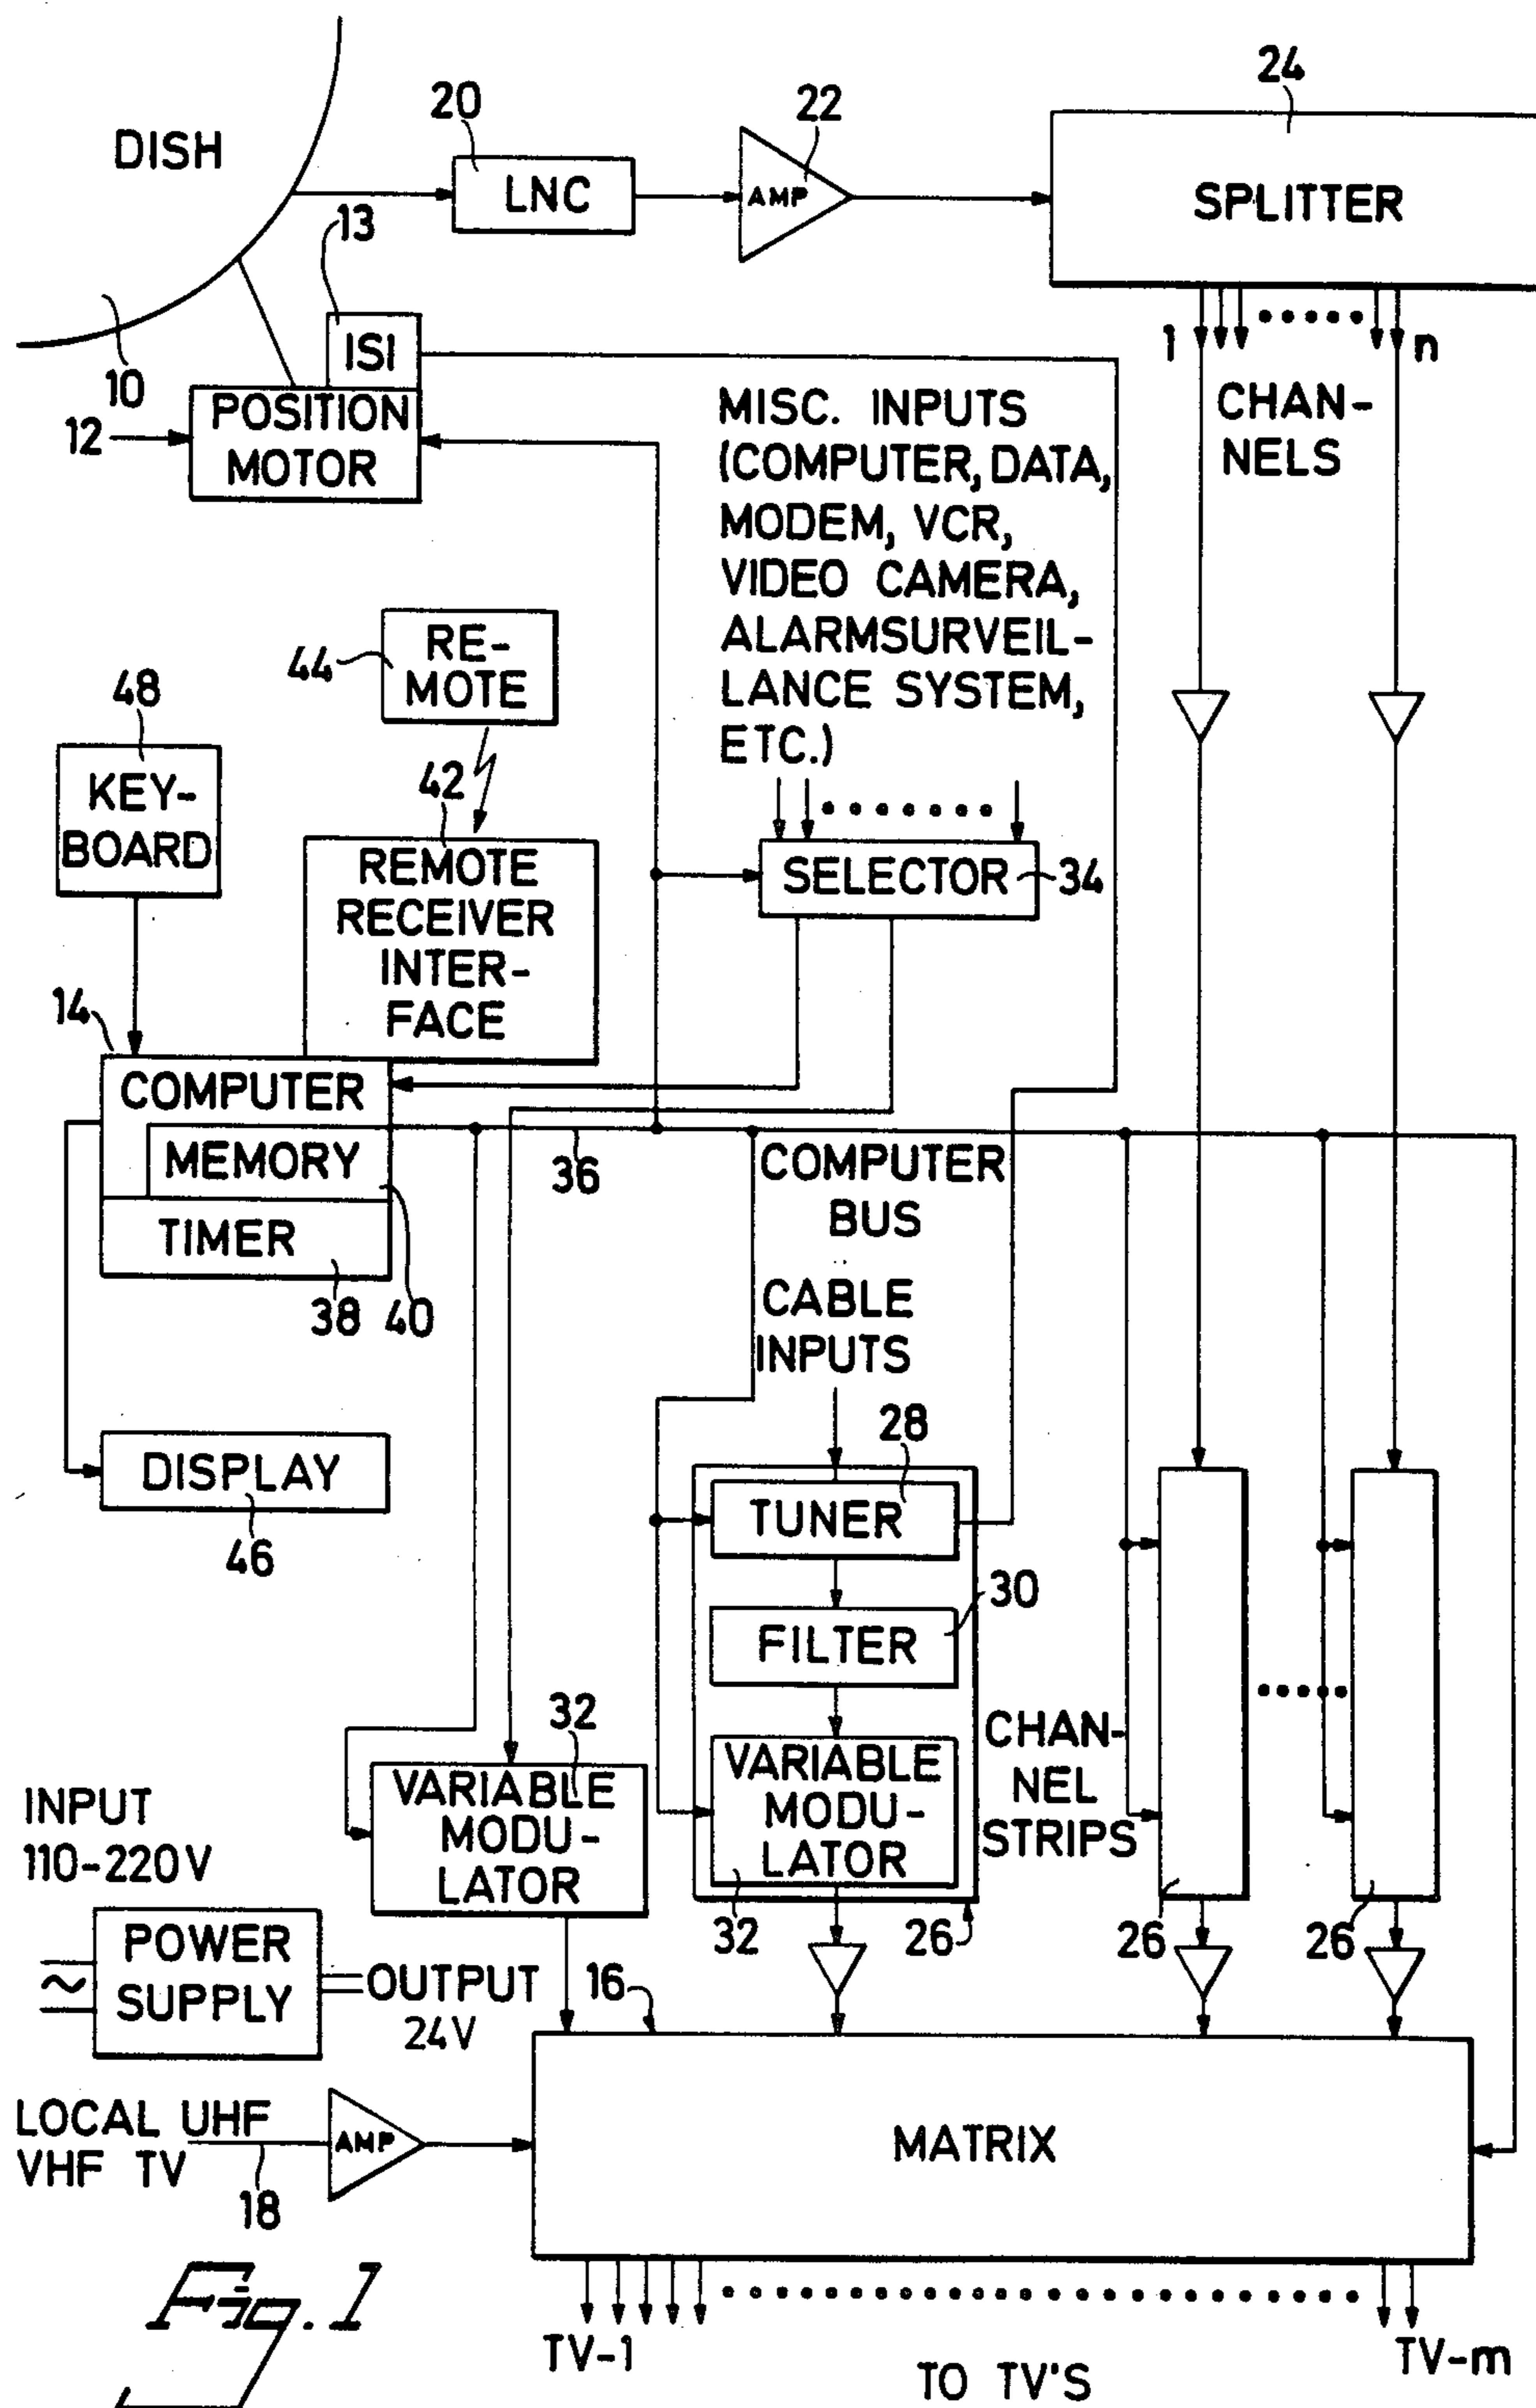 24
20
22
DISH
LNC
AMP
SPLITTER
13
ISI
1
n
10
12
POSITION
MOTOR
CHAN-
NELS
MISC. INPUTS
(COMPUTER, DATA,
MODEM, VCR,
VIDEO CAMERA,
ALARMSURVEIL-
LANCE SYSTEM,
ETC.)
44
RE-
MOTE
48
KEY-
BOARD
42
REMOTE
RECEIVER
INTER-
FACE
SELECTOR
34
14
COMPUTER
MEMORY
TIMER
36
38
40
COMPUTER
BUS
CABLE
INPUTS
DISPLAY
46
28
TUNER
30
FILTER
VARIABLE
MODU-
LATOR
32
26
32
VARIABLE
MODU-
LATOR
CHAN-
NEL
STRIPS
26
26
INPUT
110-220V
POWER
SUPPLY
~
OUTPUT
24V
16
LOCAL UHF
VHF TV
18
AMP
MATRIX
Fig. 1
TV-1
TV-m
TO TV'S